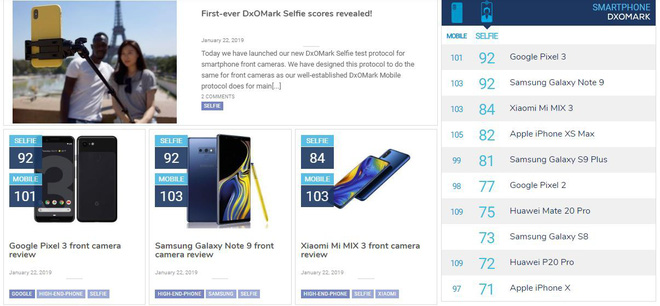 First-ever DxOMark Selfie scores revealed!
January 22, 2019
Today we have launched our new DxOMark Selfie test protocol for
smartphone front cameras. We have designed this protocol to do the
same for front cameras as our well-established DxOMark Mobile
protocol does for main[...]
2 COMMENTS
SELFIE
SELFIE
92
MOBILE
101
Google Pixel 3 front camera
review
January 22, 2019
GOOGLE HIGH-END-PHONE SELFIE
SELFIE
92
MOBILE
103
Samsung Galaxy Note 9 front
camera review
January 22, 2019
HIGH-END-PHONE SAMSUNG SELFIE
SELFIE
84
MOBILE
103
Xiaomi Mi MIX 3 front camera
review
January 22, 2019
HIGH-END-PHONE SELFIE XIAOMI
SMARTPHONE
DXOMARK
MOBILE SELFIE
101 92 Google Pixel 3
103 92 Samsung Galaxy Note 9
103 84 Xiaomi Mi MIX 3
105 82 Apple iPhone XS Max
99 81 Samsung Galaxy S9 Plus
98 77 Google Pixel 2
109 75 Huawei Mate 20 Pro
73 Samsung Galaxy S8
109 72 Huawei P20 Pro
97 71 Apple iPhone X